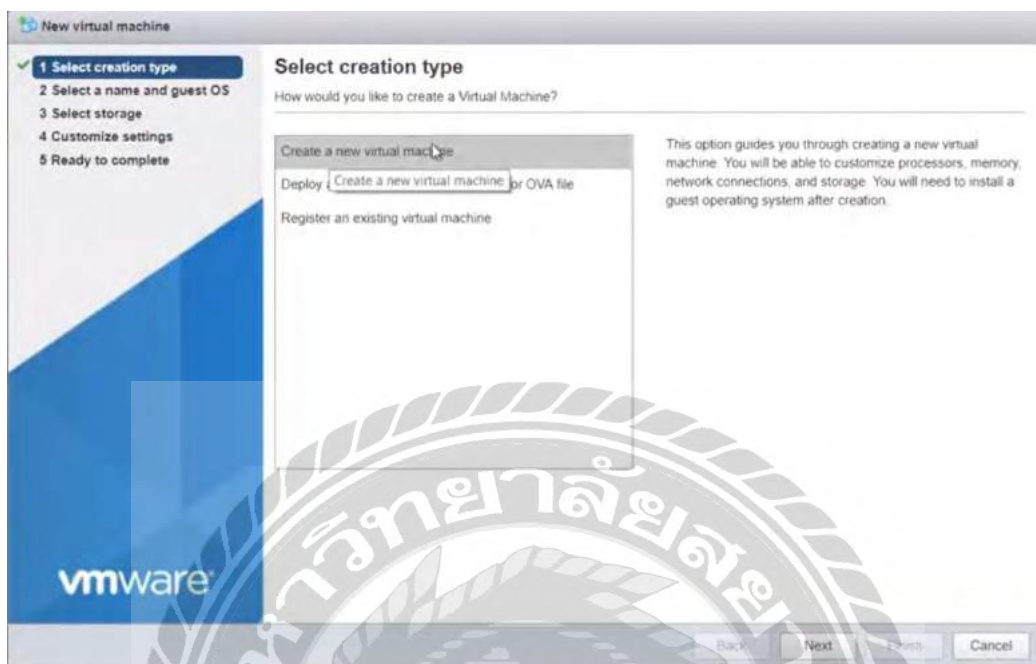 New virtual machine
1 Select creation type
2 Select a name and guest OS
3 Select storage
4 Customize settings
5 Ready to complete
Select creation type
How would you like to create a Virtual Machine?
Create a new virtual machine
Deploy
Create a new virtual machine
or OVA file
Register an existing virtual machine
This option guides you through creating a new virtual
machine. You will be able to customize processors, memory,
network connections, and storage. You will need to install a
guest operating system after creation.
vmware
Back
Next
Finish
Cancel